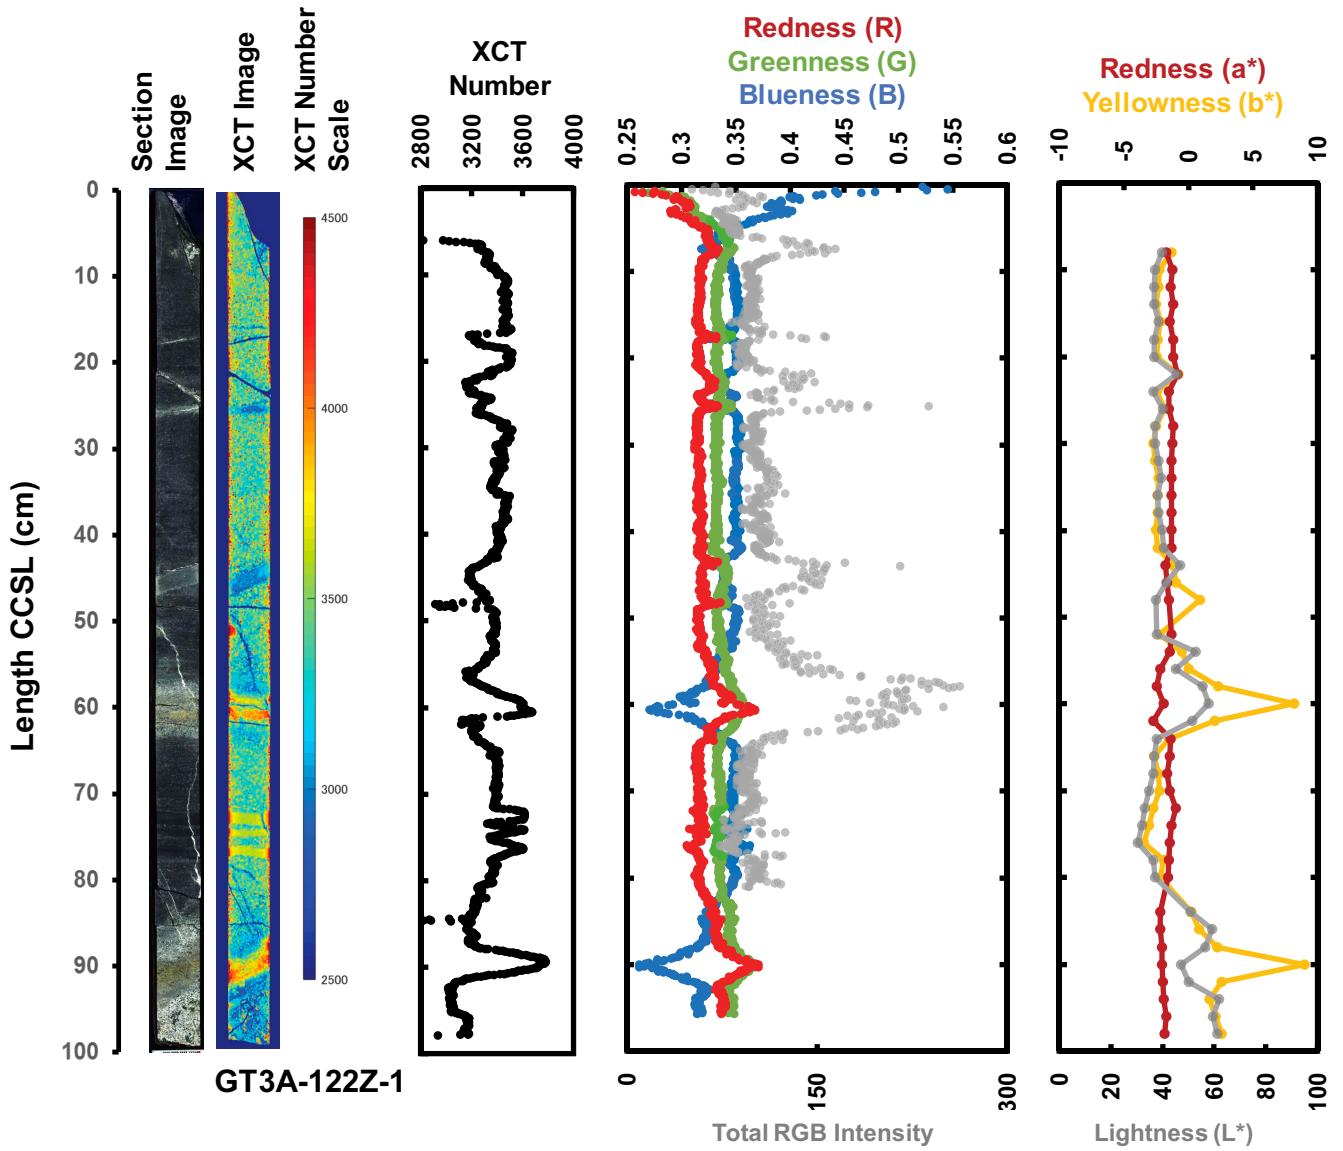 Section
Image
XCT Image
XCT Number
Scale
XCT
Number
Redness (R)
Greenness (G)
Blueness (B)
Redness (a*)
Yellowness (b*)
2800
3200
3600
4000
0.25
0.3
0.35
0.4
0.45
0.5
0.55
0.6
-10
-5
0
5
10
Length CCSL (cm)
0
10
20
30
40
50
60
70
80
90
100
4500
4000
3500
3000
2500
GT3A-122Z-1
0
150
300
Total RGB Intensity
0
20
40
60
80
100
Lightness (L*)